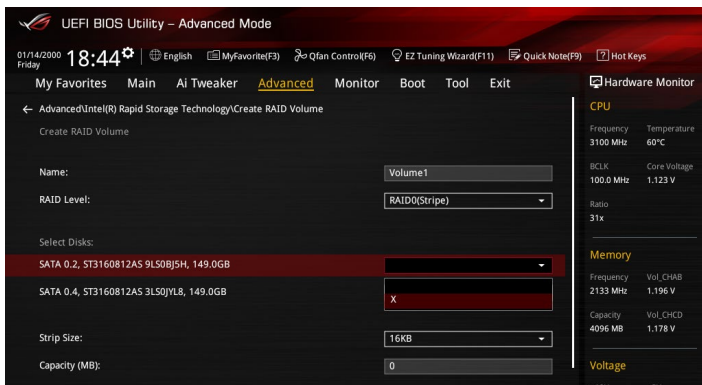 UEFI BIOS Utility – Advanced Mode
01/14/2000 Friday 18:44 English MyFavorite(F3) Qfan Control(F6) EZ Tuning Wizard(F11) Quick Note(F9) ? Hot Keys
My Favorites Main Ai Tweaker Advanced Monitor Boot Tool Exit
← Advanced\Intel(R) Rapid Storage Technology\Create RAID Volume
Create RAID Volume
Name: Volume1
RAID Level: RAID0(Stripe)
Select Disks:
SATA 0.2, ST3160812AS 9LS0BJ5H, 149.0GB
SATA 0.4, ST3160812AS 3LS0JYL8, 149.0GB
X
Strip Size: 16KB
Capacity (MB): 0
Hardware Monitor
CPU
Frequency Temperature
3100 MHz 60°C
BCLK Core Voltage
100.0 MHz 1.123 V
Ratio
31x
Memory
Frequency Vol_CHAB
2133 MHz 1.196 V
Capacity Vol_CHCD
4096 MB 1.178 V
Voltage